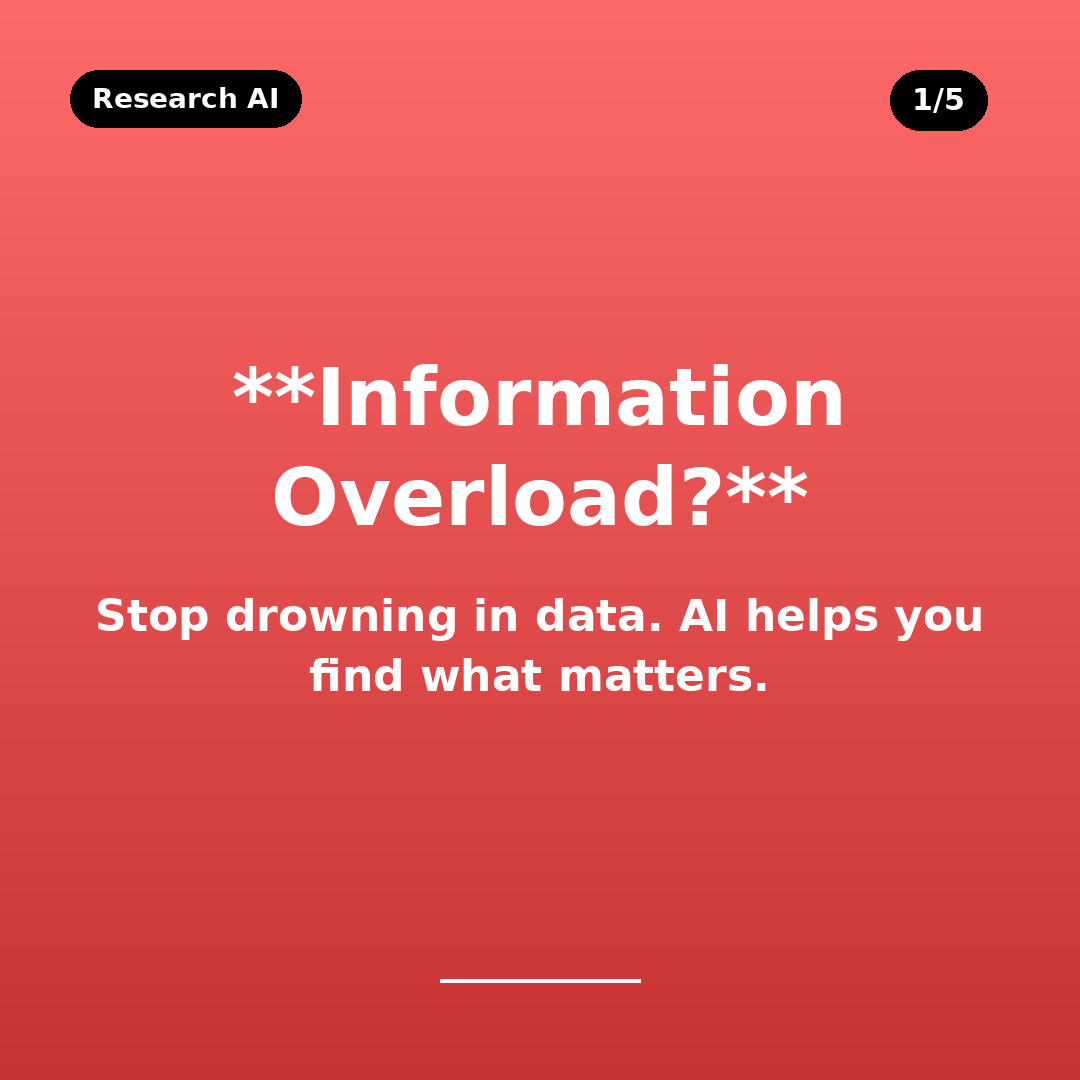 Research AI
1/5
**Information
Overload?**
Stop drowning in data. AI helps you
find what matters.